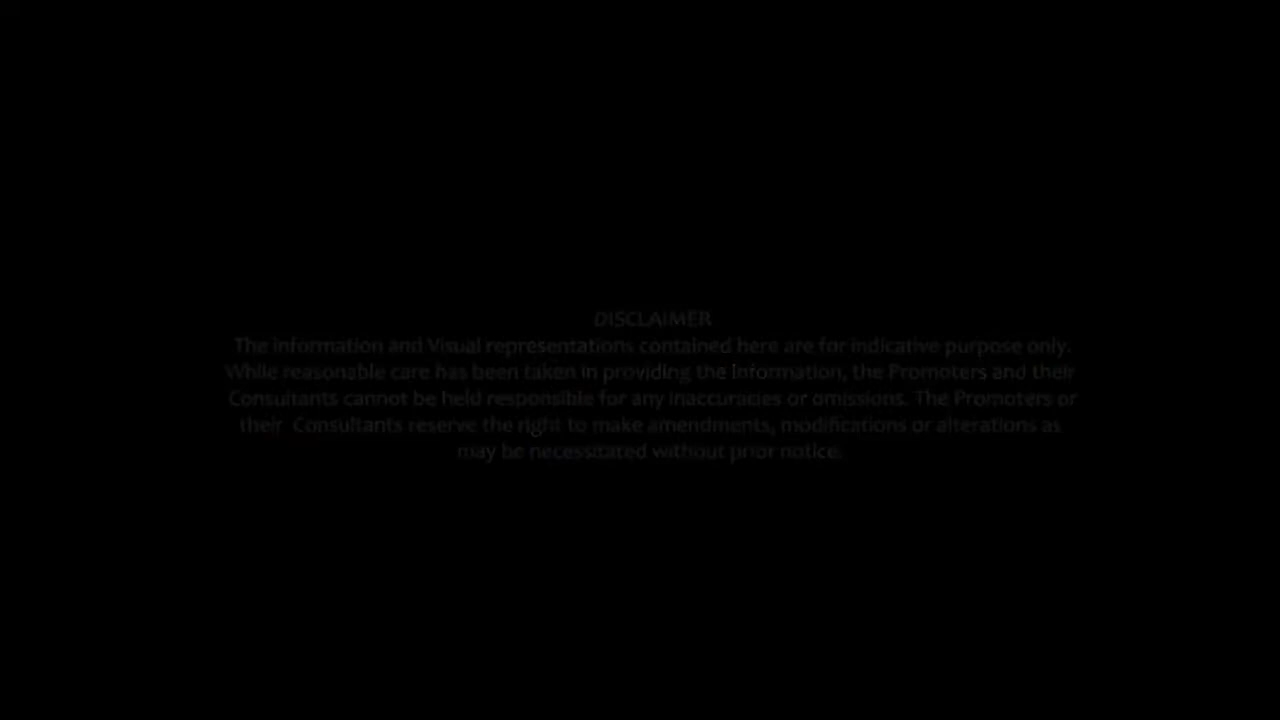 DISCLAIMER
The information and Visual representations contained here are for indicative purpose only.
While reasonable care has been taken in providing the Information, the Promoters and their
Consultants cannot be held responsible for any inaccuracies or omissions. The Promoters or
their Consultants reserve the right to make amendments, modifications or alterations as
may be necessitated without prior notice.